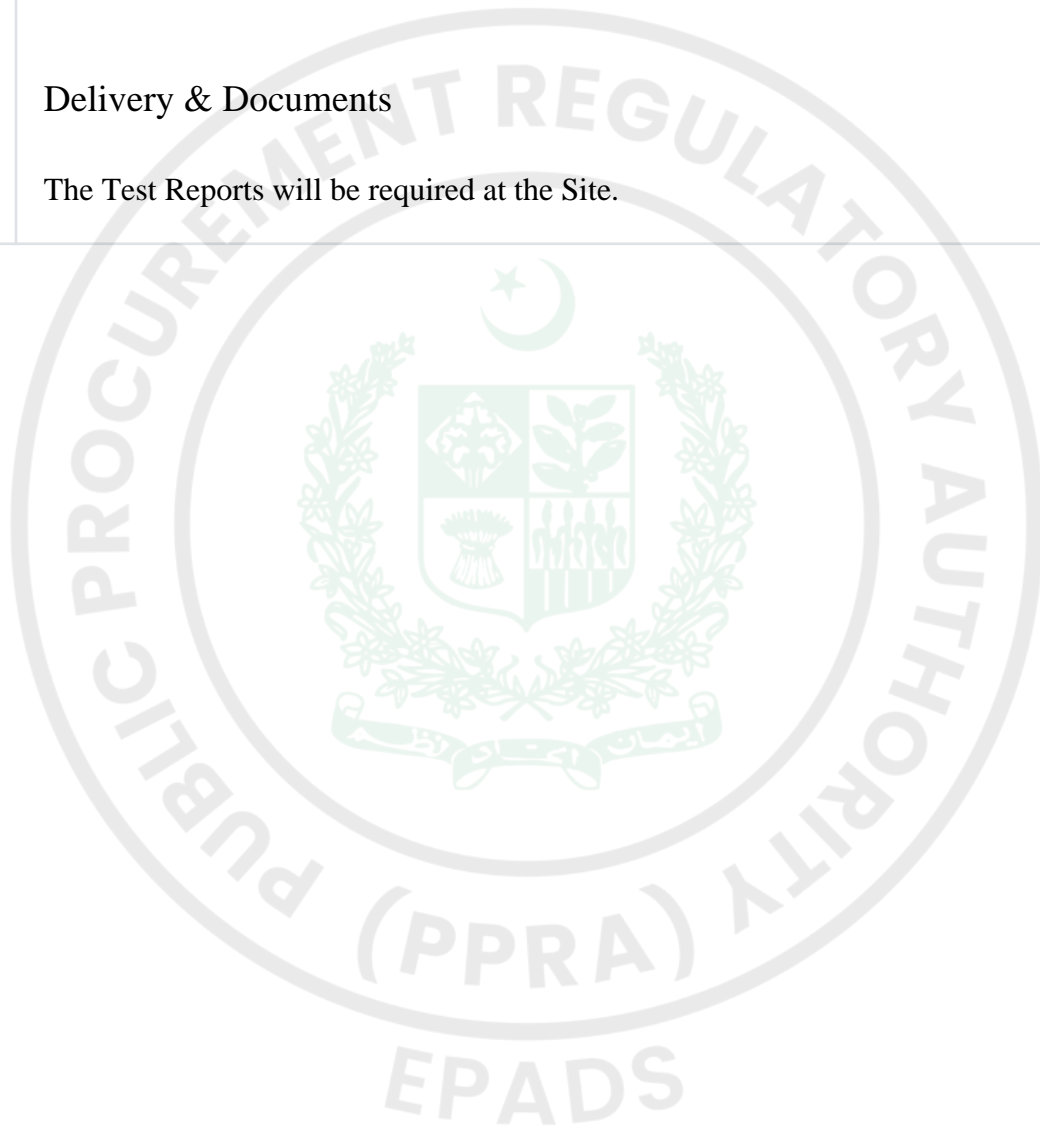 Delivery & Documents
The Test Reports will be required at the Site.
PUBLIC PROCUREMENT REGULATORY AUTHORITY
(PPRA)
EPADS